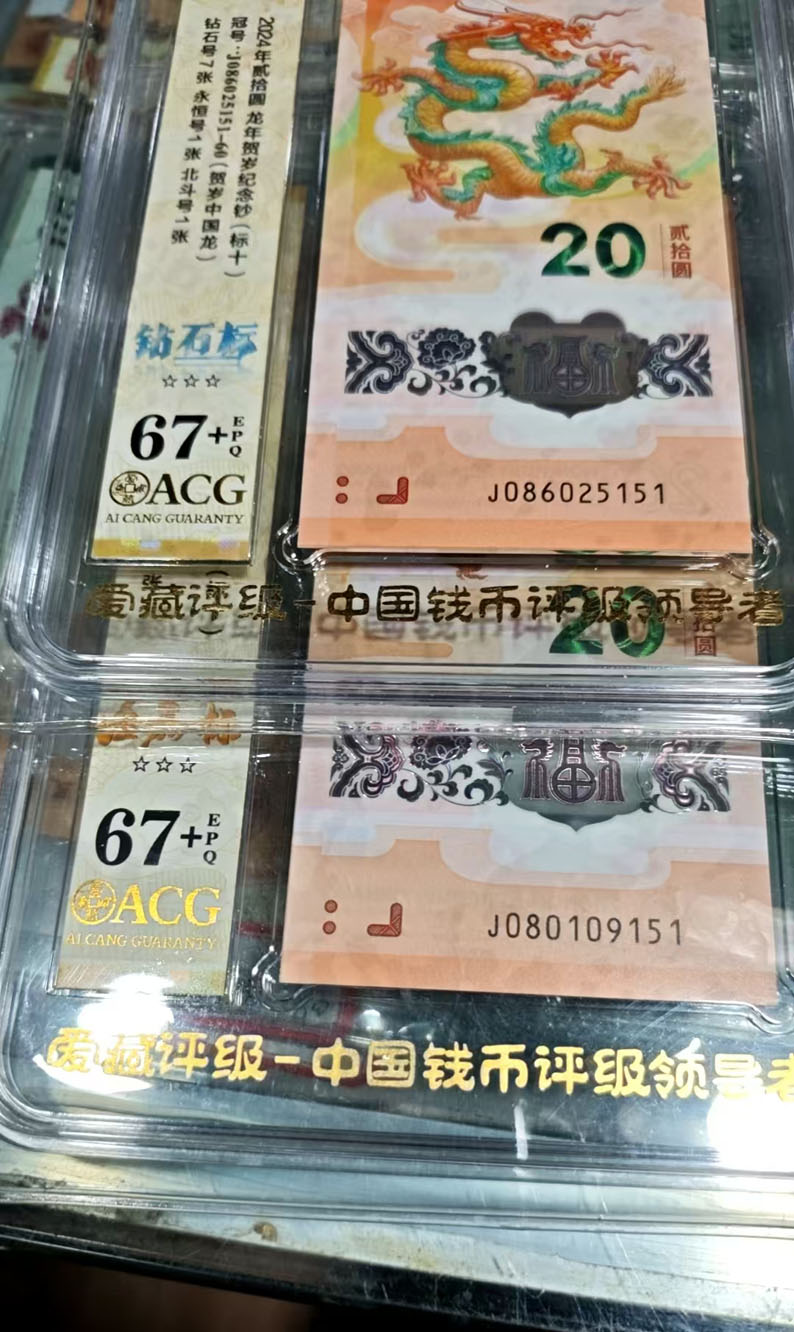 2024年贰拾圆 龙年贺岁纪念钞（标十）
冠号：J086025151-60（贺岁中国龙）
钻石号7张 永恒号1张 北斗号1张
钻石标
☆☆☆
67+EPQ
ACG
AI CANG GUARANTY
20
贰拾圆
福
J086025151
爱藏评级-中国钱币评级领导者
20
拾圆
☆☆☆
67+EPQ
ACG
AI CANG GUARANTY
福
J080109151
爱藏评级-中国钱币评级领导者